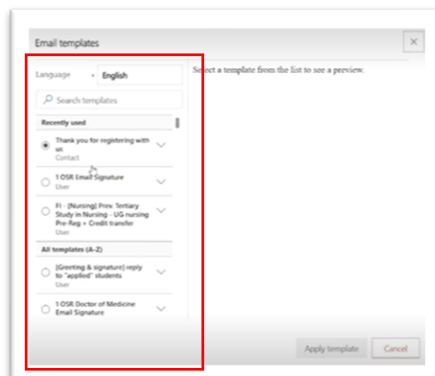 Email templates
Language
English
Select a template from the list to see a preview.
Search templates
Recently used
Thank you for registering with
us
Contact
1 OSR Email Signature
User
FI - [Nursing] Prev. Tertiary
Study in Nursing - UG nursing
Pre-Reg + Credit transfer
User
All templates (A-Z)
[Greeting & signature] reply
to "applied" students
User
1 OSR Doctor of Medicine
Email Signature
Apply template Cancel